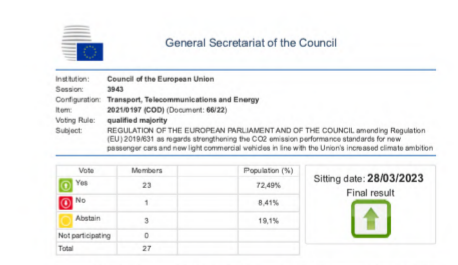 General Secretariat of the Council
Institution: Council of the European Union
Session: 3943
Configuration: Transport, Telecommunications and Energy
Item: 2021/0197 (COD) (Document: 66/22)
Voting Rule: qualified majority
Subject: REGULATION OF THE EUROPEAN PARLIAMENT AND OF THE COUNCIL amending Regulation
(EU) 2019/631 as regards strengthening the CO2 emission performance standards for new
passenger cars and new light commercial vehicles in line with the Union's increased climate ambition
Vote Members Population (%)
Yes 23 72,49%
No 1 8,41%
Abstain 3 19,1%
Not participating 0
Total 27
Sitting date: 28/03/2023
Final result